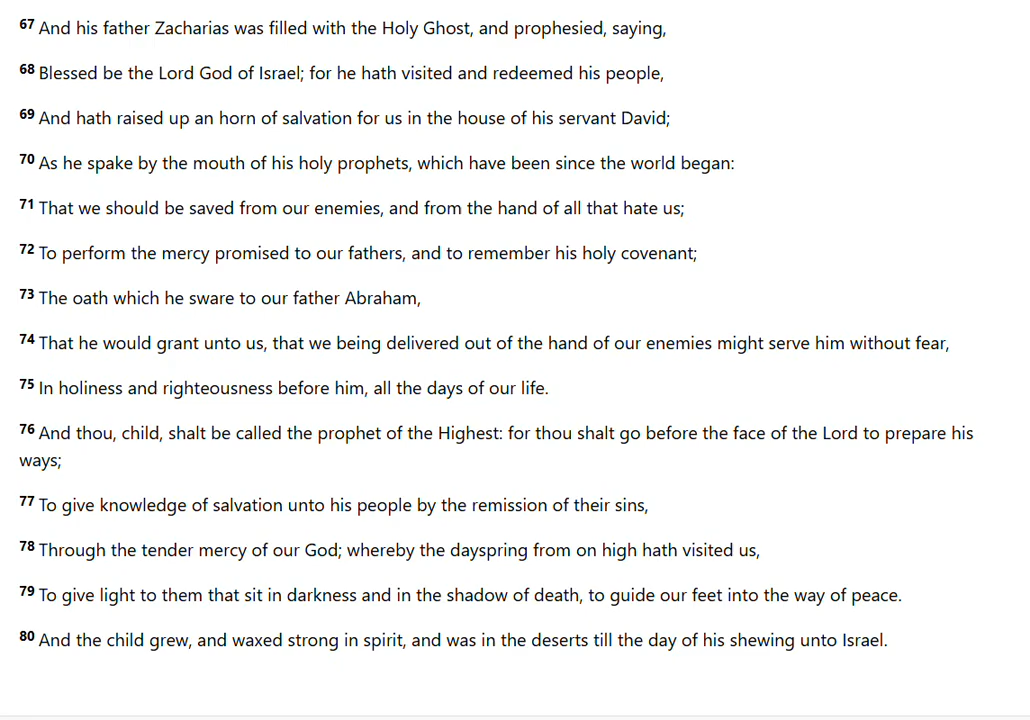 67 And his father Zacharias was filled with the Holy Ghost, and prophesied, saying,
68 Blessed be the Lord God of Israel; for he hath visited and redeemed his people,
69 And hath raised up an horn of salvation for us in the house of his servant David;
70 As he spake by the mouth of his holy prophets, which have been since the world began:
71 That we should be saved from our enemies, and from the hand of all that hate us;
72 To perform the mercy promised to our fathers, and to remember his holy covenant;
73 The oath which he sware to our father Abraham,
74 That he would grant unto us, that we being delivered out of the hand of our enemies might serve him without fear,
75 In holiness and righteousness before him, all the days of our life.
76 And thou, child, shalt be called the prophet of the Highest: for thou shalt go before the face of the Lord to prepare his
ways;
77 To give knowledge of salvation unto his people by the remission of their sins,
78 Through the tender mercy of our God; whereby the dayspring from on high hath visited us,
79 To give light to them that sit in darkness and in the shadow of death, to guide our feet into the way of peace.
80 And the child grew, and waxed strong in spirit, and was in the deserts till the day of his shewing unto Israel.